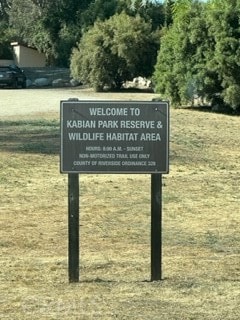 WELCOME TO
KABIAN PARK RESERVE &
WILDLIFE HABITAT AREA
HOURS: 8:00 A.M. - SUNSET
NON-MOTORIZED TRAIL USE ONLY
COUNTY OF RIVERSIDE ORDINANCE 328